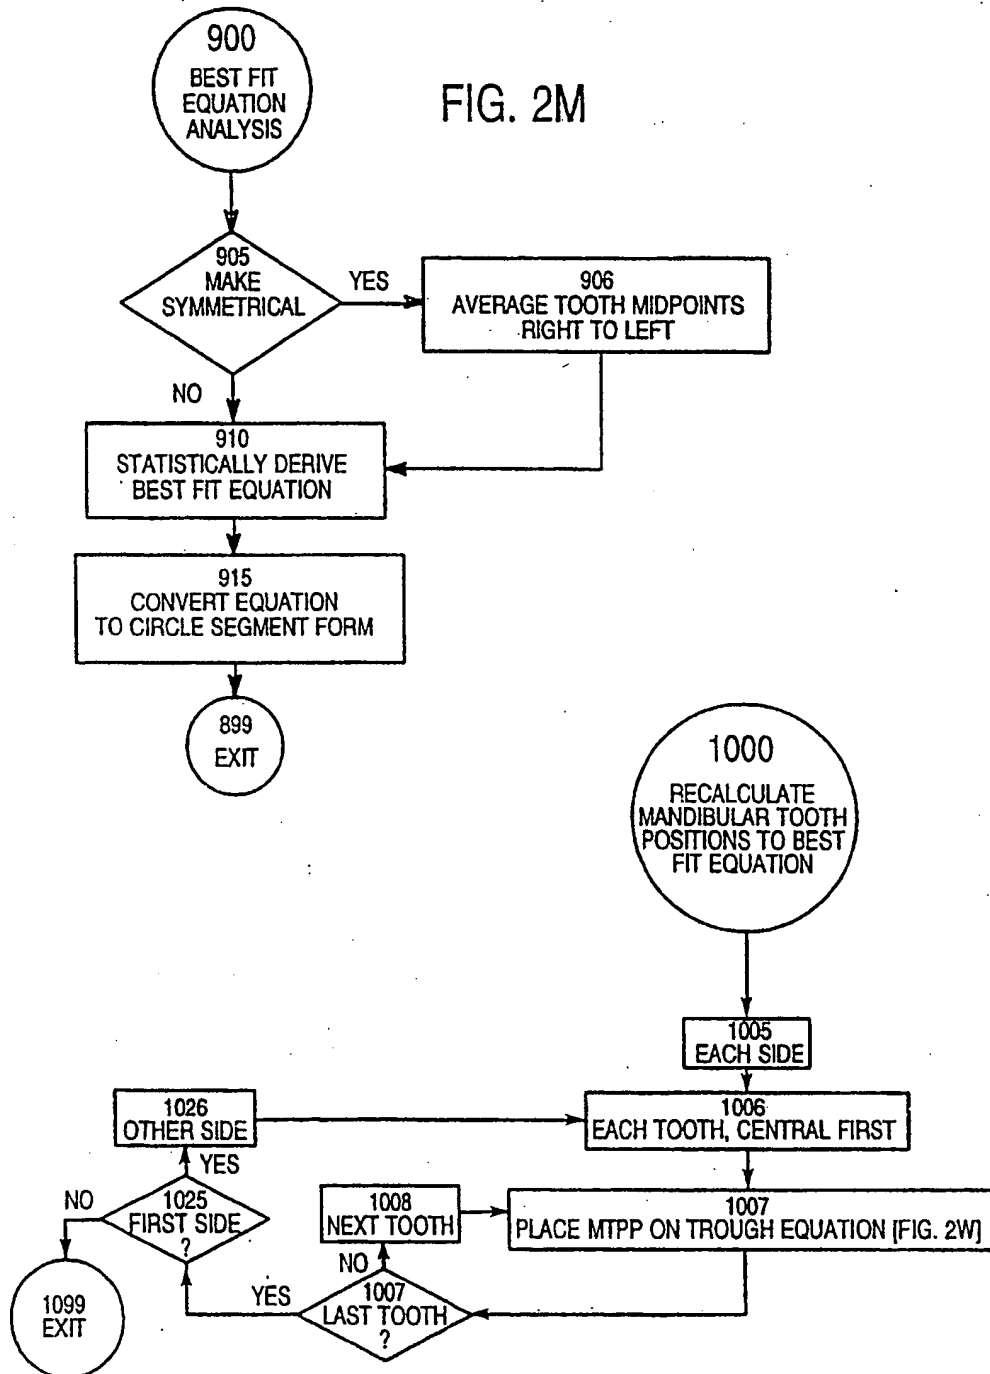 900
BEST FIT
EQUATION
ANALYSIS
FIG. 2M
905
MAKE
SYMMETRICAL
YES
906
AVERAGE TOOTH MIDPOINTS
RIGHT TO LEFT
NO
910
STATISTICALLY DERIVE
BEST FIT EQUATION
915
CONVERT EQUATION
TO CIRCLE SEGMENT FORM
899
EXIT
1000
RECALCULATE
MANDIBULAR TOOTH
POSITIONS TO BEST
FIT EQUATION
1005
EACH SIDE
1006
EACH TOOTH, CENTRAL FIRST
1026
OTHER SIDE
YES
NO
1025
FIRST SIDE
?
1008
NEXT TOOTH
1007
PLACE MTPP ON TROUGH EQUATION [FIG. 2W]
NO
YES
1007
LAST TOOTH
?
1099
EXIT